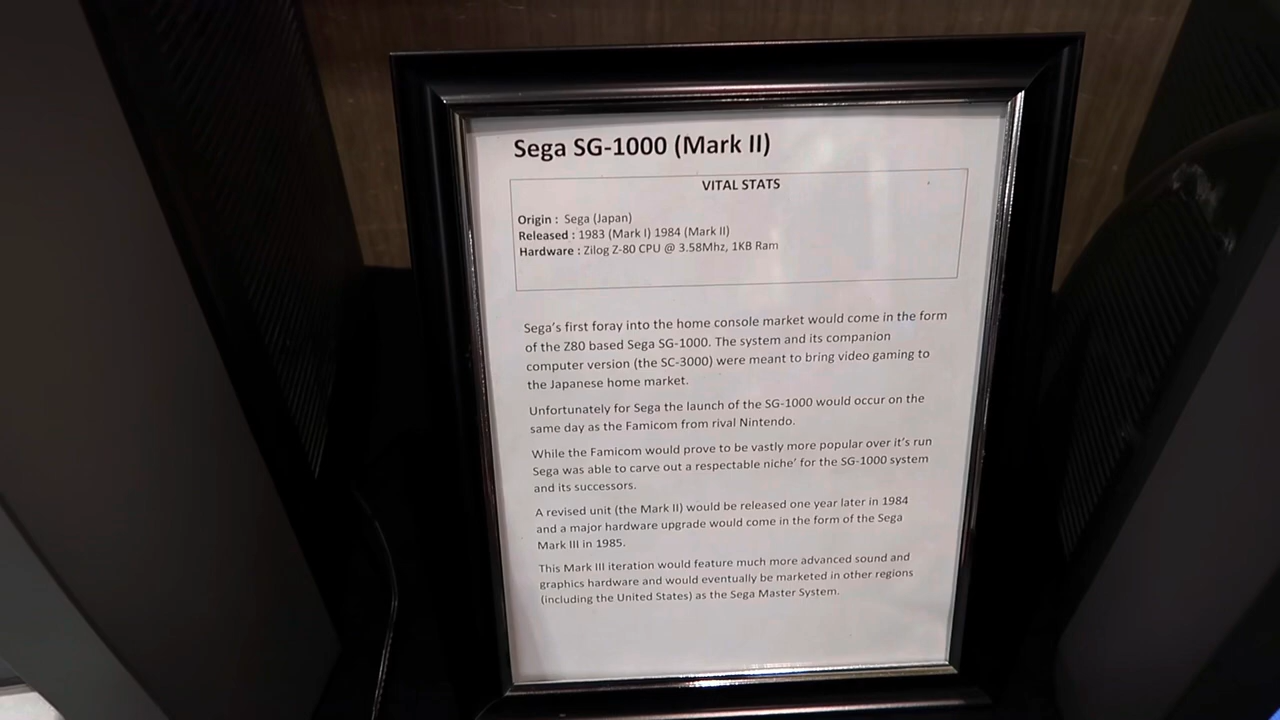 Sega SG-1000 (Mark II)
VITAL STATS
Origin : Sega (Japan)
Released : 1983 (Mark I) 1984 (Mark II)
Hardware : Zilog Z-80 CPU @ 3.58Mhz, 1KB Ram
Sega's first foray into the home console market would come in the form
of the Z80 based Sega SG-1000. The system and its companion
computer version (the SC-3000) were meant to bring video gaming to
the Japanese home market.
Unfortunately for Sega the launch of the SG-1000 would occur on the
same day as the Famicom from rival Nintendo.
While the Famicom would prove to be vastly more popular over it's run
Sega was able to carve out a respectable niche' for the SG-1000 system
and its successors.
A revised unit (the Mark II) would be released one year later in 1984
and a major hardware upgrade would come in the form of the Sega
Mark III in 1985.
This Mark III iteration would feature much more advanced sound and
graphics hardware and would eventually be marketed in other regions
(including the United States) as the Sega Master System.